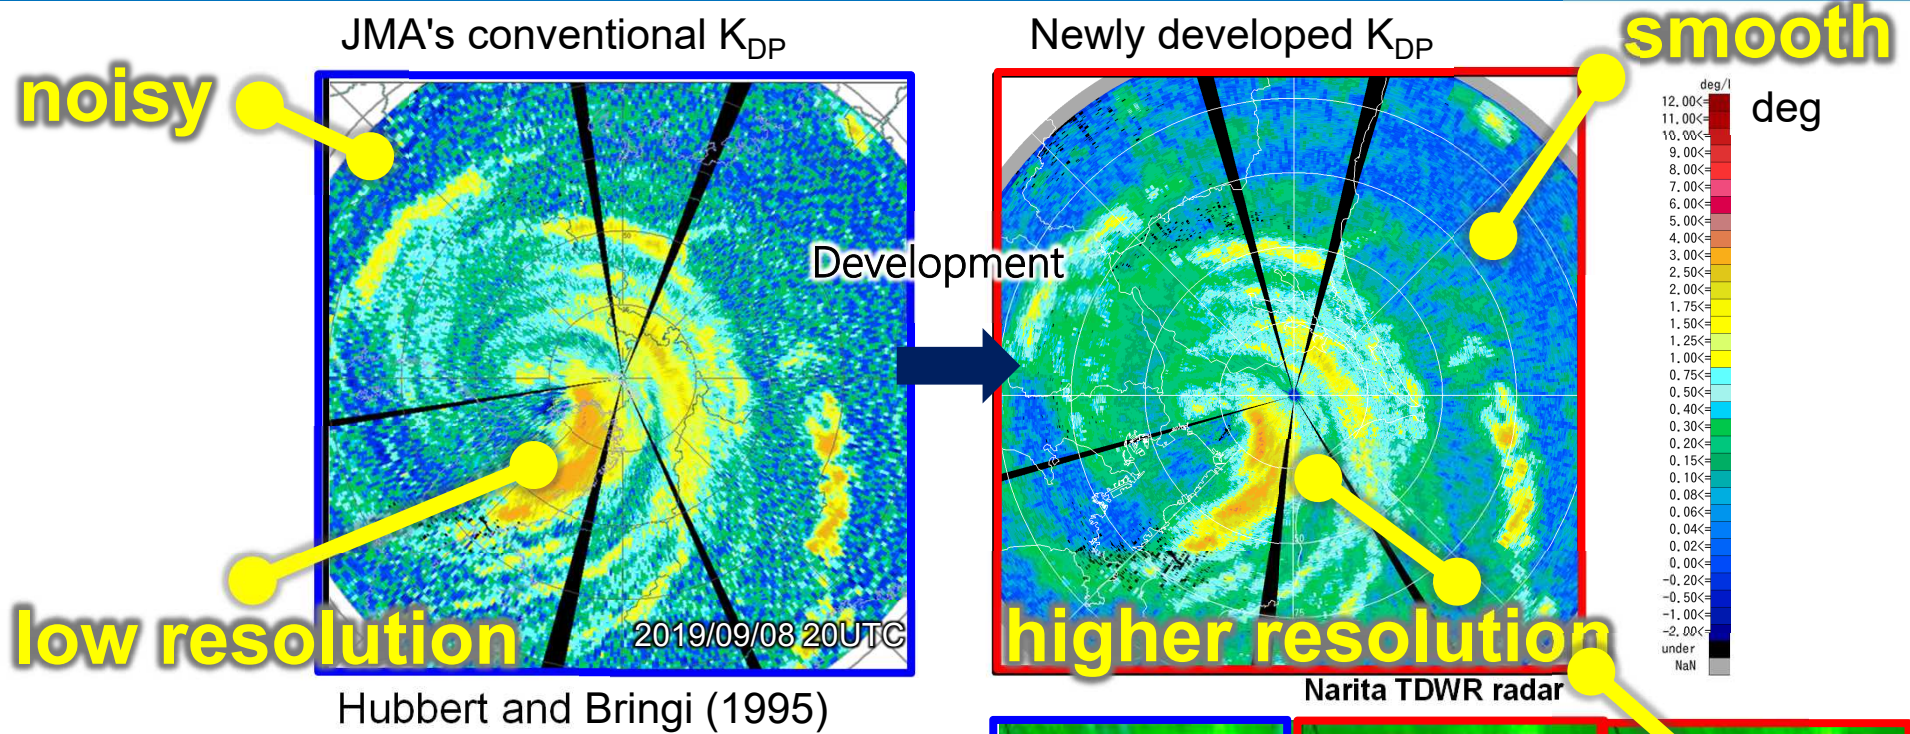 JMA's conventional KDP
Newly developed KDP
smooth
noisy
deg/
deg
12.00<=
11.00<=
10.00<=
9.00<=
8.00<=
7.00<=
6.00<=
5.00<=
4.00<=
3.00<=
2.50<=
2.00<=
1.75<=
1.50<=
1.25<=
1.00<=
0.75<=
0.50<=
0.40<=
0.30<=
0.20<=
0.15<=
0.10<=
0.08<=
0.06<=
0.04<=
0.02<=
0.00<=
-0.20<=
-0.50<=
-1.00<=
-2.00<=
under
NaN
Development
low resolution
2019/09/08 20UTC
higher resolution
Narita TDWR radar
Hubbert and Bringi (1995)